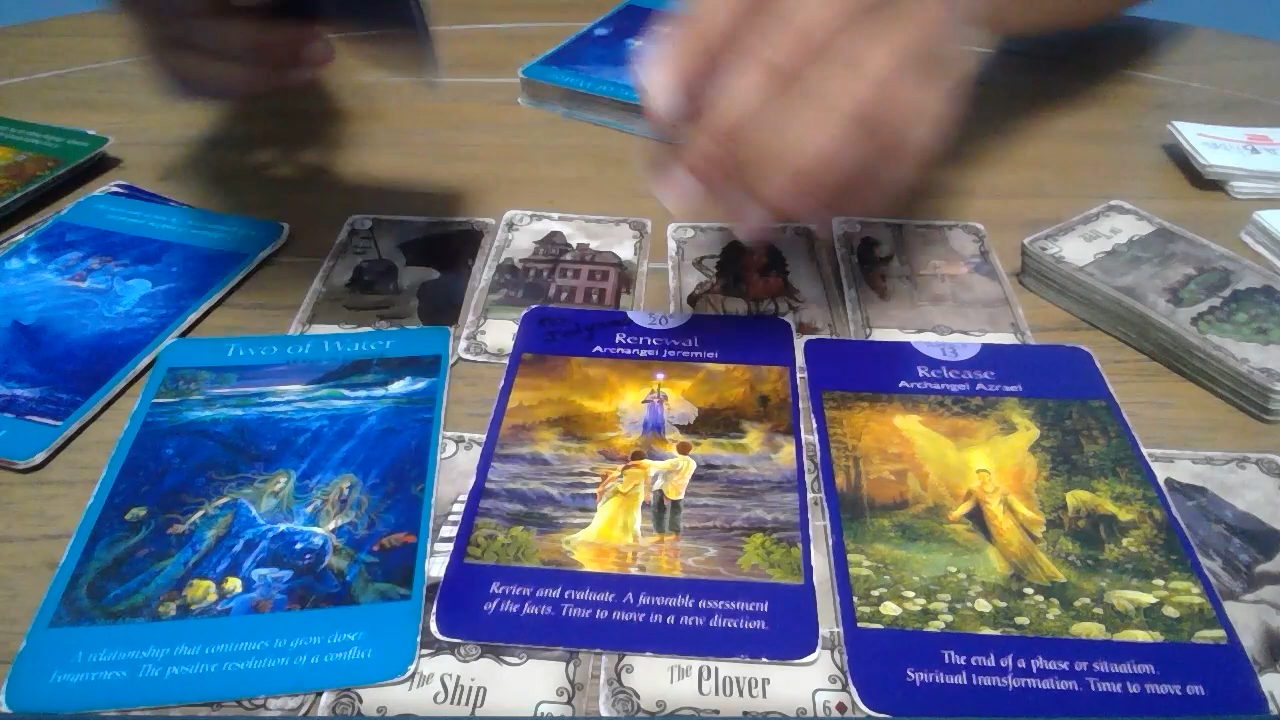 Two of Water
A relationship that continues to grow closer.
Forgiveness. The positive resolution of a conflict.
20
Renewal
Archangel Jeremiel
Review and evaluate. A favorable assessment
of the facts. Time to move in a new direction.
13
Release
Archangel Azrael
The end of a phase or situation.
Spiritual transformation. Time to move on
The Ship
The Clover
6♦